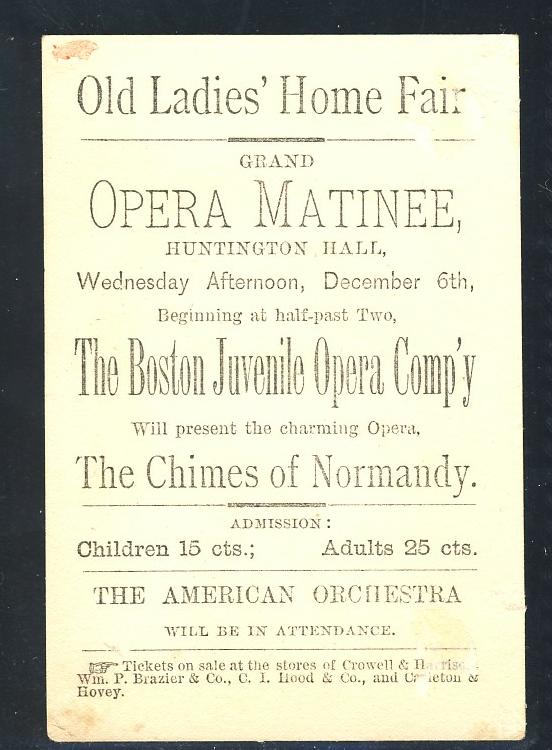 Old Ladies' Home Fair
GRAND
OPERA MATINEE,
HUNTINGTON HALL,
Wednesday Afternoon, December 6th,
Beginning at half-past Two,
The Boston Juvenile Opera Comp'y
Will present the charming Opera,
The Chimes of Normandy.
ADMISSION:
Children 15 cts.; Adults 25 cts.
THE AMERICAN ORCHESTRA
WILL BE IN ATTENDANCE.
☞ Tickets on sale at the stores of Crowell &
Wm. P. Brazier & Co., C. I. Hood & Co., and Carleton &
Hovey.